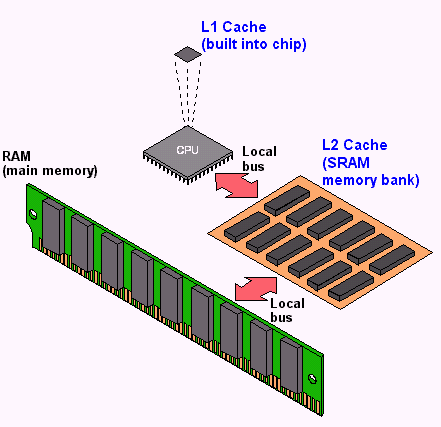 L1 Cache
(built into chip)
CPU
Local
bus
L2 Cache
(SRAM
memory bank)
RAM
(main memory)
Local
bus